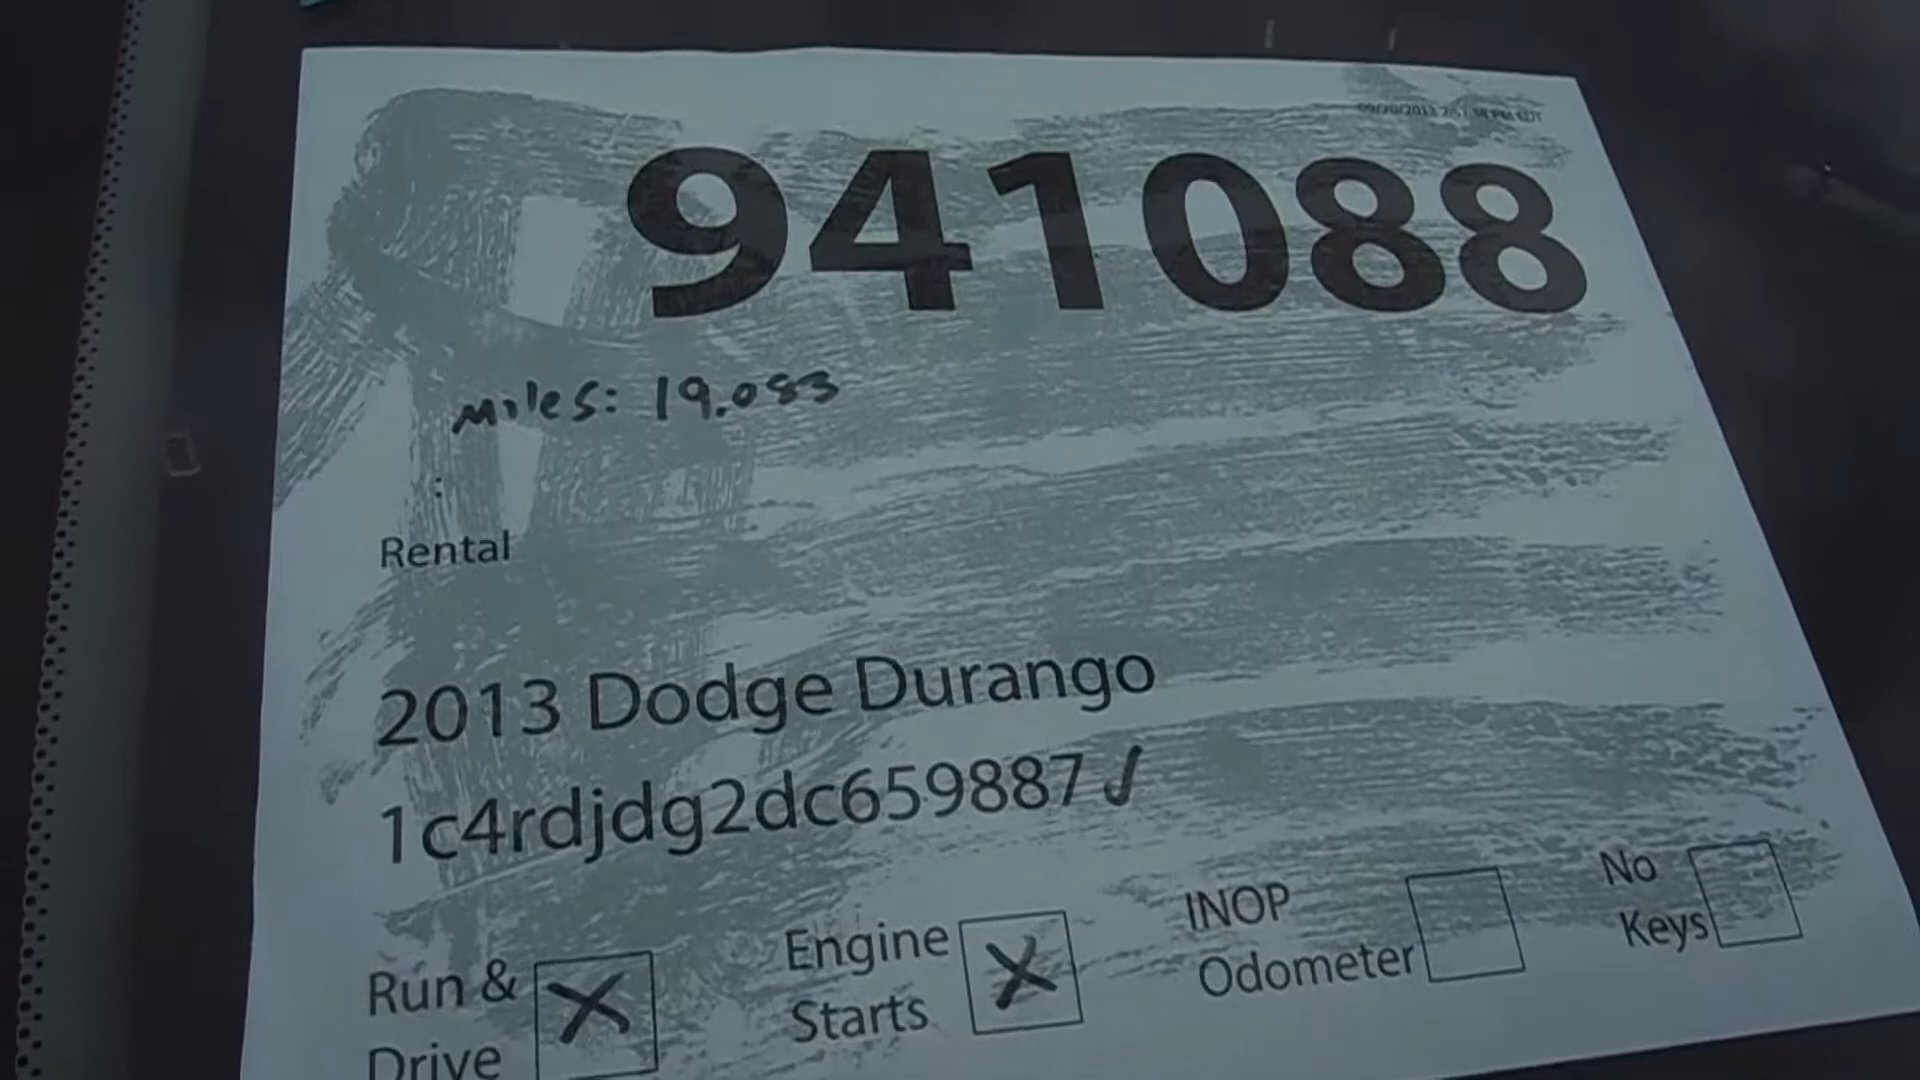 941088
Miles: 19.083
Rental
2013 Dodge Durango
1c4rdjdg2dc659887✓
Run & Drive
Engine Starts
INOP Odometer
No Keys